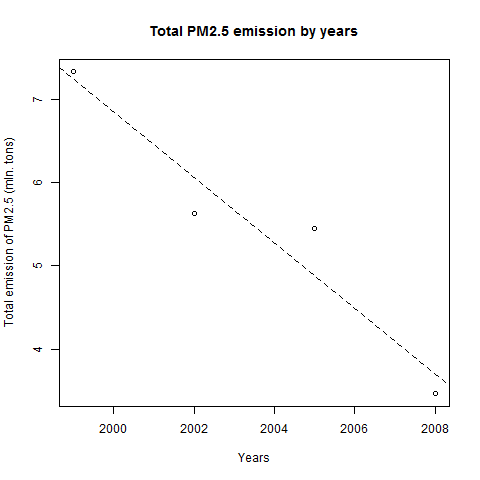 Total PM2.5 emission by years
Total emission of PM2.5 (mln. tons)
7
6
5
4
2000 2002 2004 2006 2008
Years